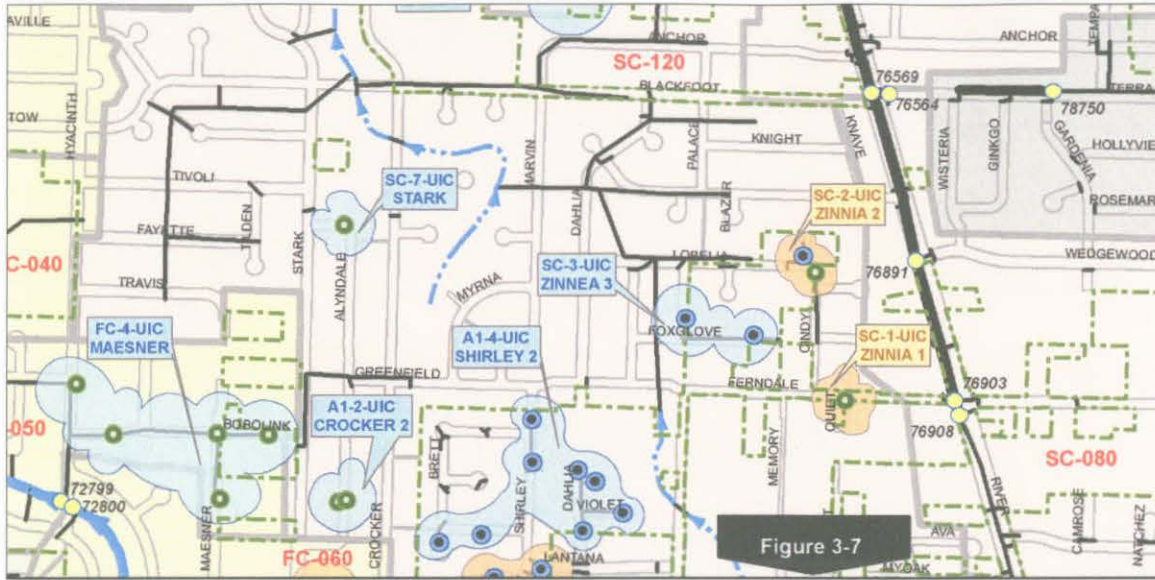 AVILLE
ANCHOR
ANCHOR
TEMPA
SC-120
BLACKFOOT
76569
76564
TERRA
78750
HYACINTH
TOW
KNIGHT
PALACE
KNAVE
WISTERIA
GINKGO
GARDENIA
HOLLYVIE
TIVOLI
MARVIN
SC-7-UIC
STARK
DAHLIA
BLAZER
SC-2-UIC
ZINNIA 2
ROSEMAR
TILDEN
FAYETTE
STARK
LOBELIA
WEDGEWOOD
C-040
SC-3-UIC
ZINNEA 3
76891
TRAVIS
ALYNDALE
MYRNA
FC-4-UIC
MAESNER
A1-4-UIC
SHIRLEY 2
FOXGLOVE
CINDY
SC-1-UIC
ZINNIA 1
GREENFIELD
FERNDALE
76903
QUIET
76908
-050
BOBOLINK
A1-2-UIC
CROCKER 2
BRETT
MEMORY
SC-080
DAHLIA
72799
72800
SHIRLEY
VIOLET
RIVER
MAESNER
CROCKER
CAMROSE
NATCHEZ
FC-060
LANTANA
Figure 3-7
AVA
MYOAK